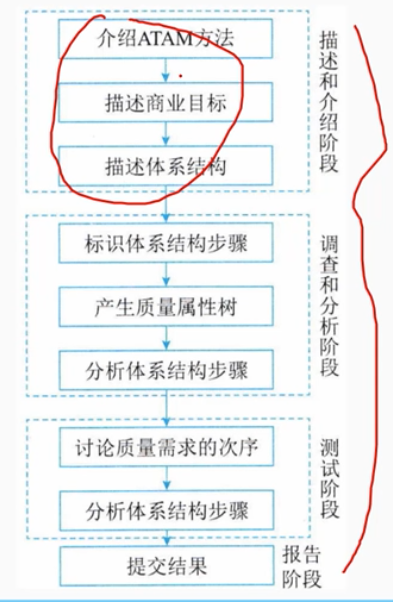 介绍ATAM方法
描述商业目标
描述体系结构
描述和介绍阶段
标识体系结构步骤
产生质量属性树
分析体系结构步骤
调查和分析阶段
讨论质量需求的次序
分析体系结构步骤
测试阶段
提交结果
报告
阶段